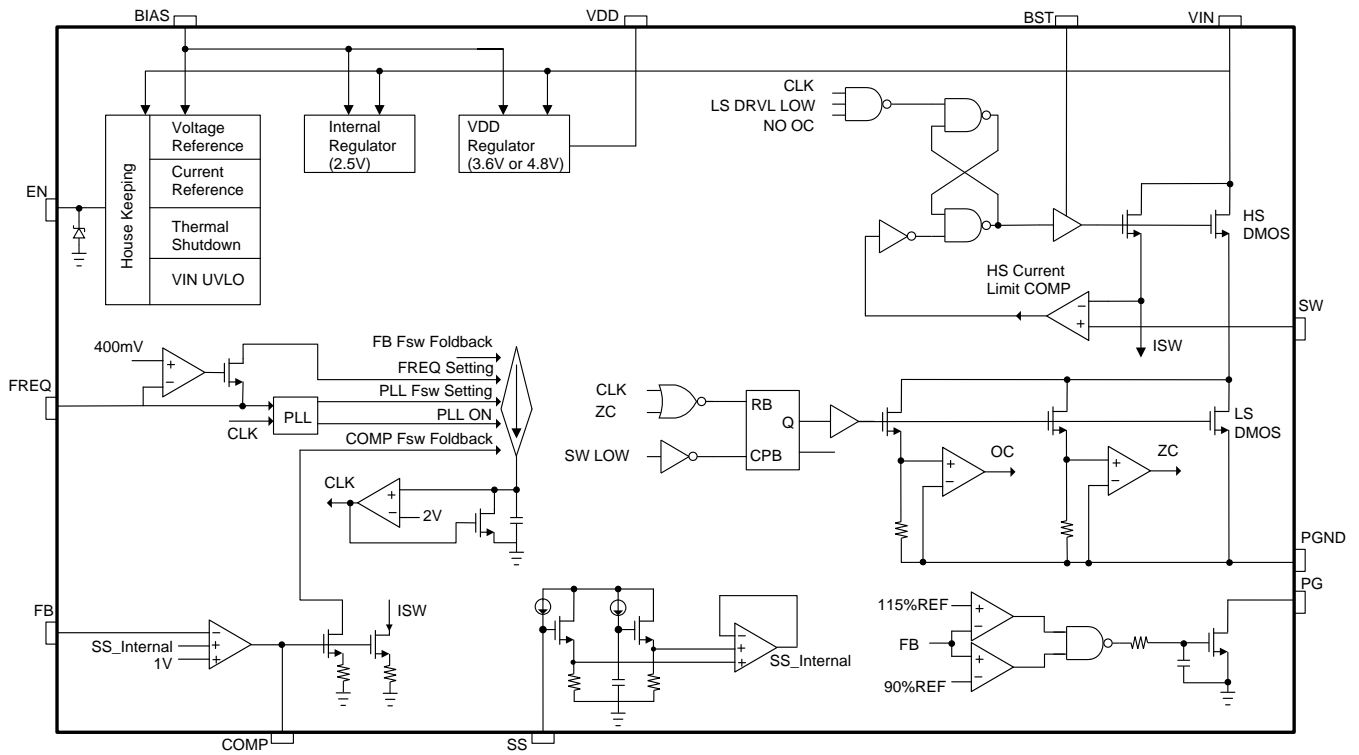 BIAS
VDD
BST
VIN
CLK
LS DRVL LOW
NO OC
Voltage
Reference
Current
Reference
Thermal
Shutdown
VIN UVLO
House Keeping
Internal
Regulator
(2.5V)
VDD
Regulator
(3.6V or 4.8V)
EN
HS
DMOS
HS Current
Limit COMP
-
+
SW
ISW
400mV
+
-
FREQ
PLL
CLK
FB Fsw Foldback
FREQ Setting
PLL Fsw Setting
PLL ON
COMP Fsw Foldback
CLK
+
-
2V
CLK
ZC
SW LOW
RB
Q
CPB
LS
DMOS
+
-
OC
+
-
ZC
PGND
PG
FB
SS_Internal
1V
-
+
+
ISW
-
+
+
SS_Internal
115%REF
FB
90%REF
+
-
+
-
COMP
SS